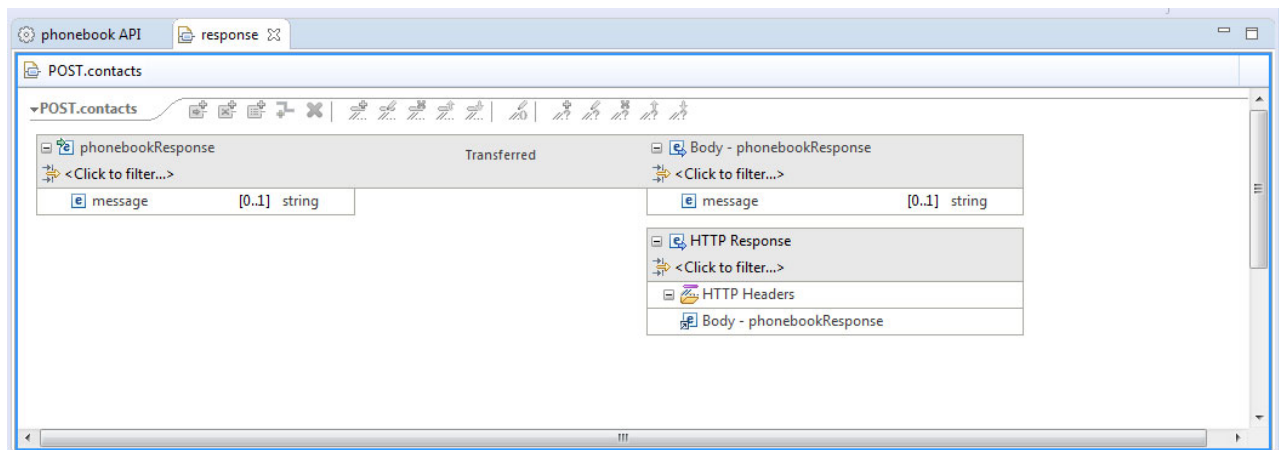 phonebook API response
POST.contacts
POST.contacts
phonebookResponse Transferred Body - phonebookResponse
<Click to filter...> <Click to filter...>
message [0..1] string message [0..1] string
HTTP Response
<Click to filter...>
HTTP Headers
Body - phonebookResponse